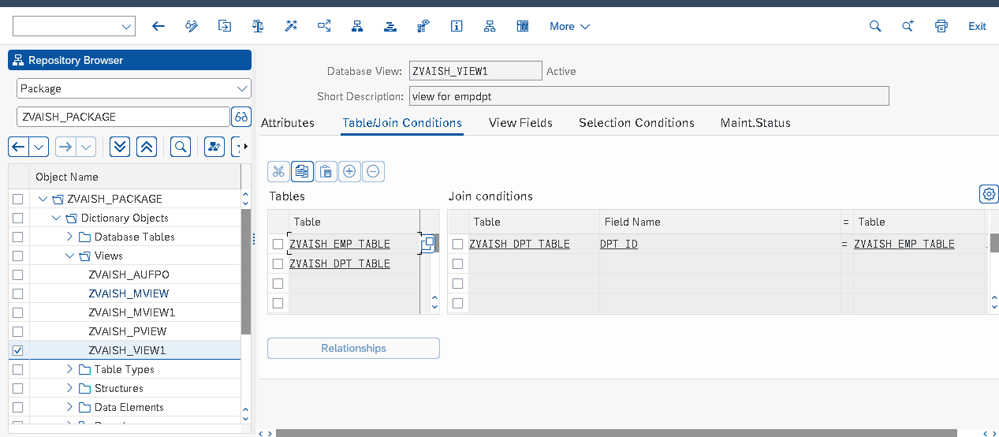 More
Exit
Repository Browser
Package
ZVAISH_PACKAGE
Object Name
ZVAISH_PACKAGE
Dictionary Objects
Database Tables
Views
ZVAISH_AUFPO
ZVAISH_MVIEW
ZVAISH_MVIEW1
ZVAISH_PVIEW
ZVAISH_VIEW1
Table Types
Structures
Data Elements
Database View: ZVAISH_VIEW1 Active
Short Description: view for empdpt
Attributes Table/Join Conditions View Fields Selection Conditions Maint.Status
Tables
Table
ZVAISH_EMP_TABLE
ZVAISH_DPT_TABLE
Join conditions
Table Field Name = Table
ZVAISH_DPT_TABLE DPT_ID = ZVAISH_EMP_TABLE
Relationships